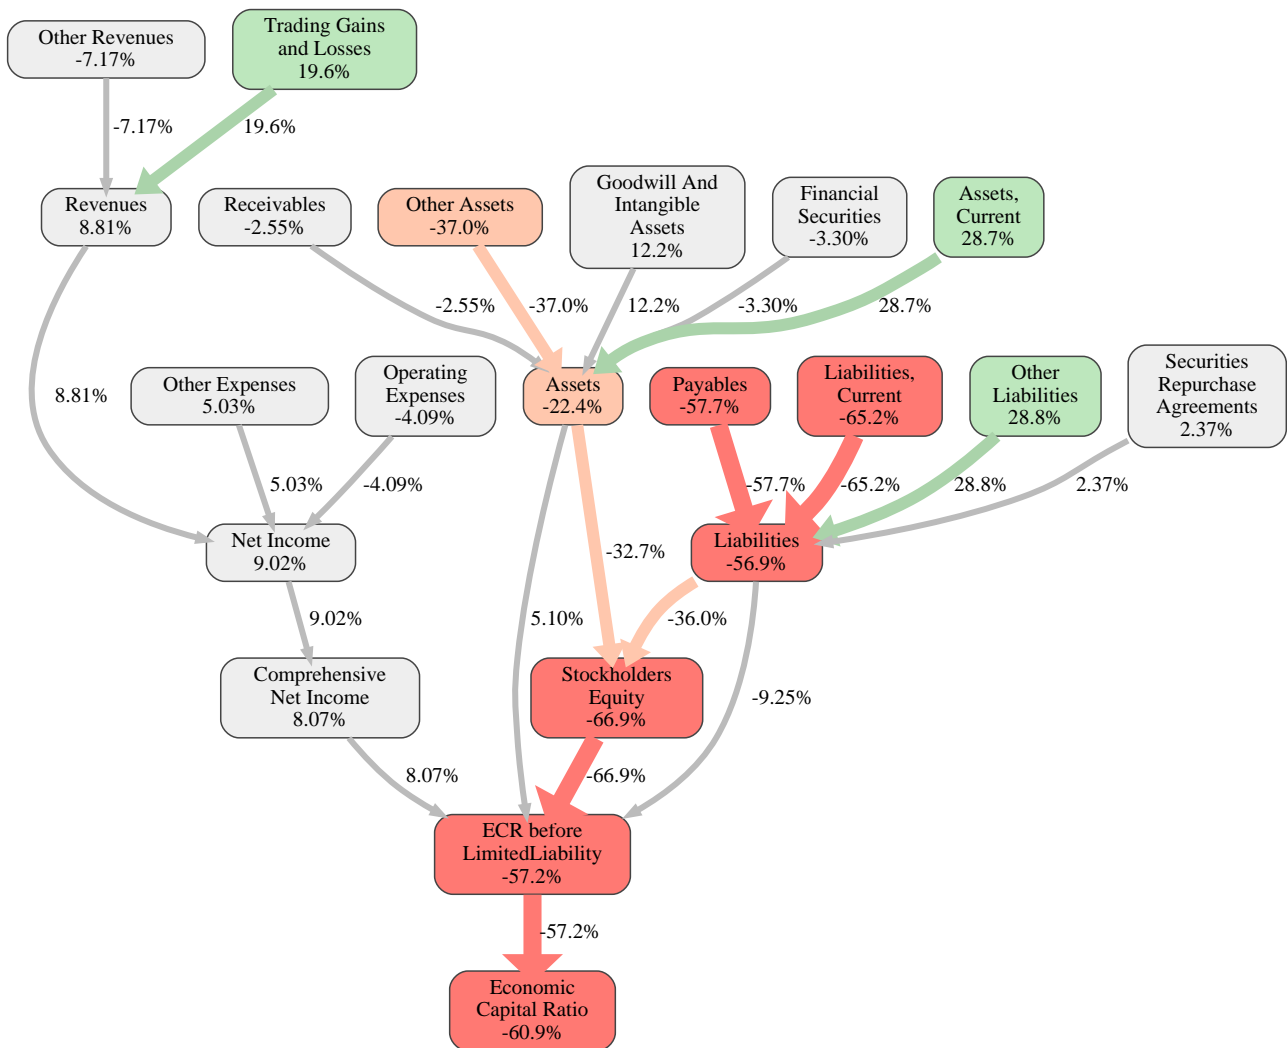 Other Revenues
-7.17%
Trading Gains
and Losses
19.6%
-7.17%
19.6%
Revenues
8.81%
Receivables
-2.55%
Other Assets
-37.0%
Goodwill And
Intangible
Assets
12.2%
Financial
Securities
-3.30%
Assets,
Current
28.7%
-2.55%
-37.0%
12.2%
-3.30%
28.7%
8.81%
Other Expenses
5.03%
Operating
Expenses
-4.09%
Assets
-22.4%
Payables
-57.7%
Liabilities,
Current
-65.2%
Other
Liabilities
28.8%
Securities
Repurchase
Agreements
2.37%
5.03%
-4.09%
-57.7%
-65.2%
28.8%
2.37%
Net Income
9.02%
-32.7%
Liabilities
-56.9%
9.02%
5.10%
-36.0%
Comprehensive
Net Income
8.07%
Stockholders
Equity
-66.9%
-9.25%
8.07%
-66.9%
ECR before
LimitedLiability
-57.2%
-57.2%
Economic
Capital Ratio
-60.9%